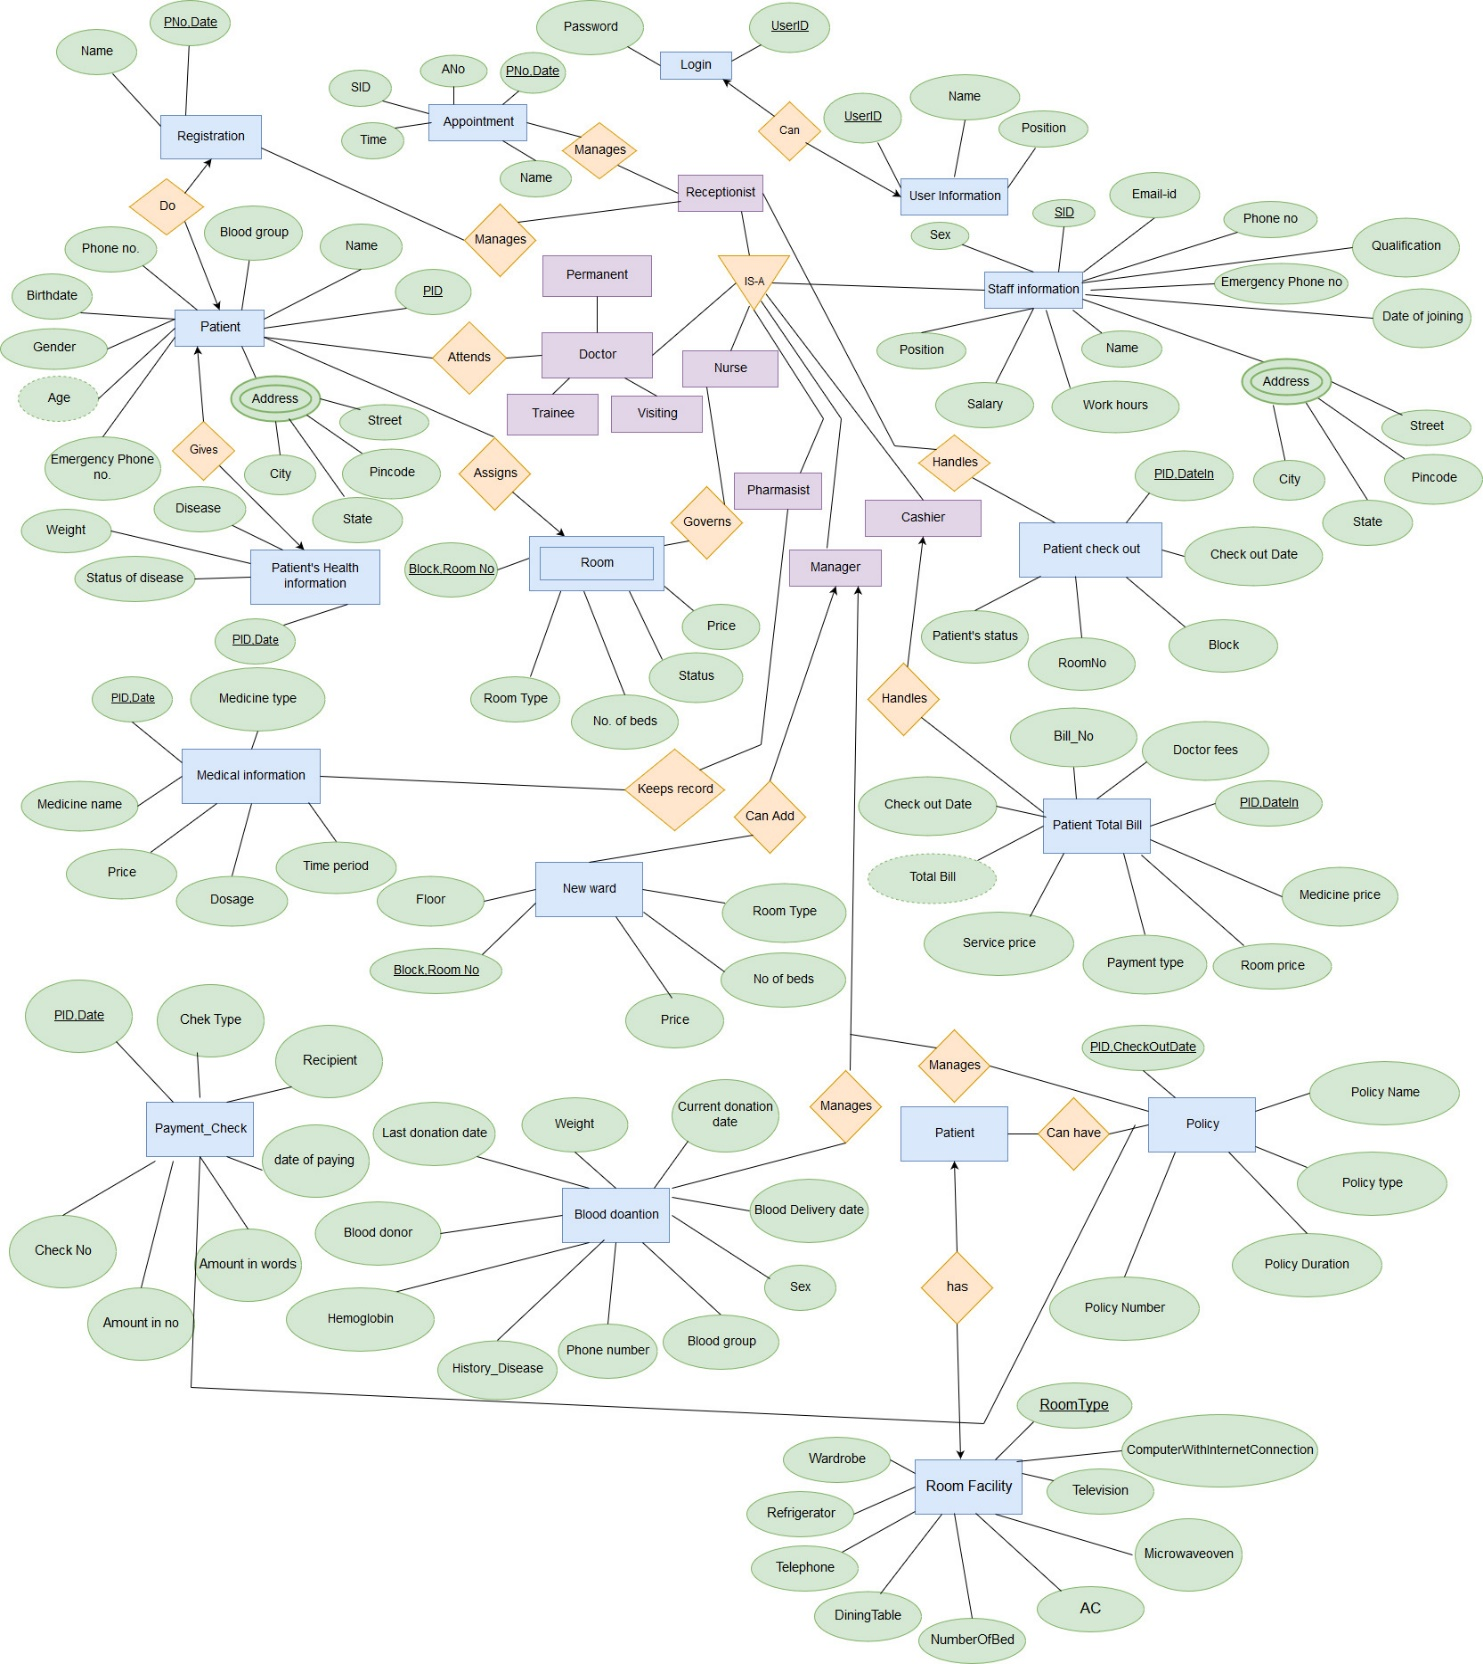 PNo.Date
Name
Registration
Do
SID
ANo
PNo.Date
Time
Appointment
Name
Manages
Manages
Password
UserID
Login
Can
UserID
Name
Position
User Information
Receptionist
IS-A
Phone no.
Blood group
Name
Birthdate
PID
Gender
Patient
Age
Emergency Phone
no.
Address
Street
City
Pincode
State
Gives
Attends
Permanent
Doctor
Trainee
Visiting
Nurse
Sex
SID
Email-id
Phone no
Qualification
Emergency Phone no
Date of joining
Staff information
Position
Name
Salary
Work hours
Address
Street
City
Pincode
State
Assigns
Governs
Pharmasist
Manager
Cashier
Handles
PID,DateIn
Patient check out
Check out Date
Patient's status
RoomNo
Block
Disease
Weight
Status of disease
Patient's Health
information
PID,Date
Block,Room No
Room
Price
Status
Room Type
No. of beds
Handles
PID,Date
Medicine type
Medical information
Medicine name
Price
Dosage
Time period
Keeps record
Can Add
Bill_No
Doctor fees
Check out Date
PID,DateIn
Patient Total Bill
Total Bill
Medicine price
Service price
Payment type
Room price
New ward
Floor
Room Type
Block,Room No
No of beds
Price
PID,Date
Chek Type
Recipient
Payment_Check
date of paying
Check No
Amount in words
Amount in no
Manages
Manages
PID,CheckOutDate
Policy Name
Patient
Can have
Policy
Policy type
Policy Duration
Policy Number
Last donation date
Weight
Current donation
date
Blood doantion
Blood Delivery date
Blood donor
Sex
Hemoglobin
History_Disease
Phone number
Blood group
has
RoomType
Wardrobe
ComputerWithInternetConnection
Room Facility
Television
Refrigerator
Telephone
Microwaveoven
DiningTable
AC
NumberOfBed